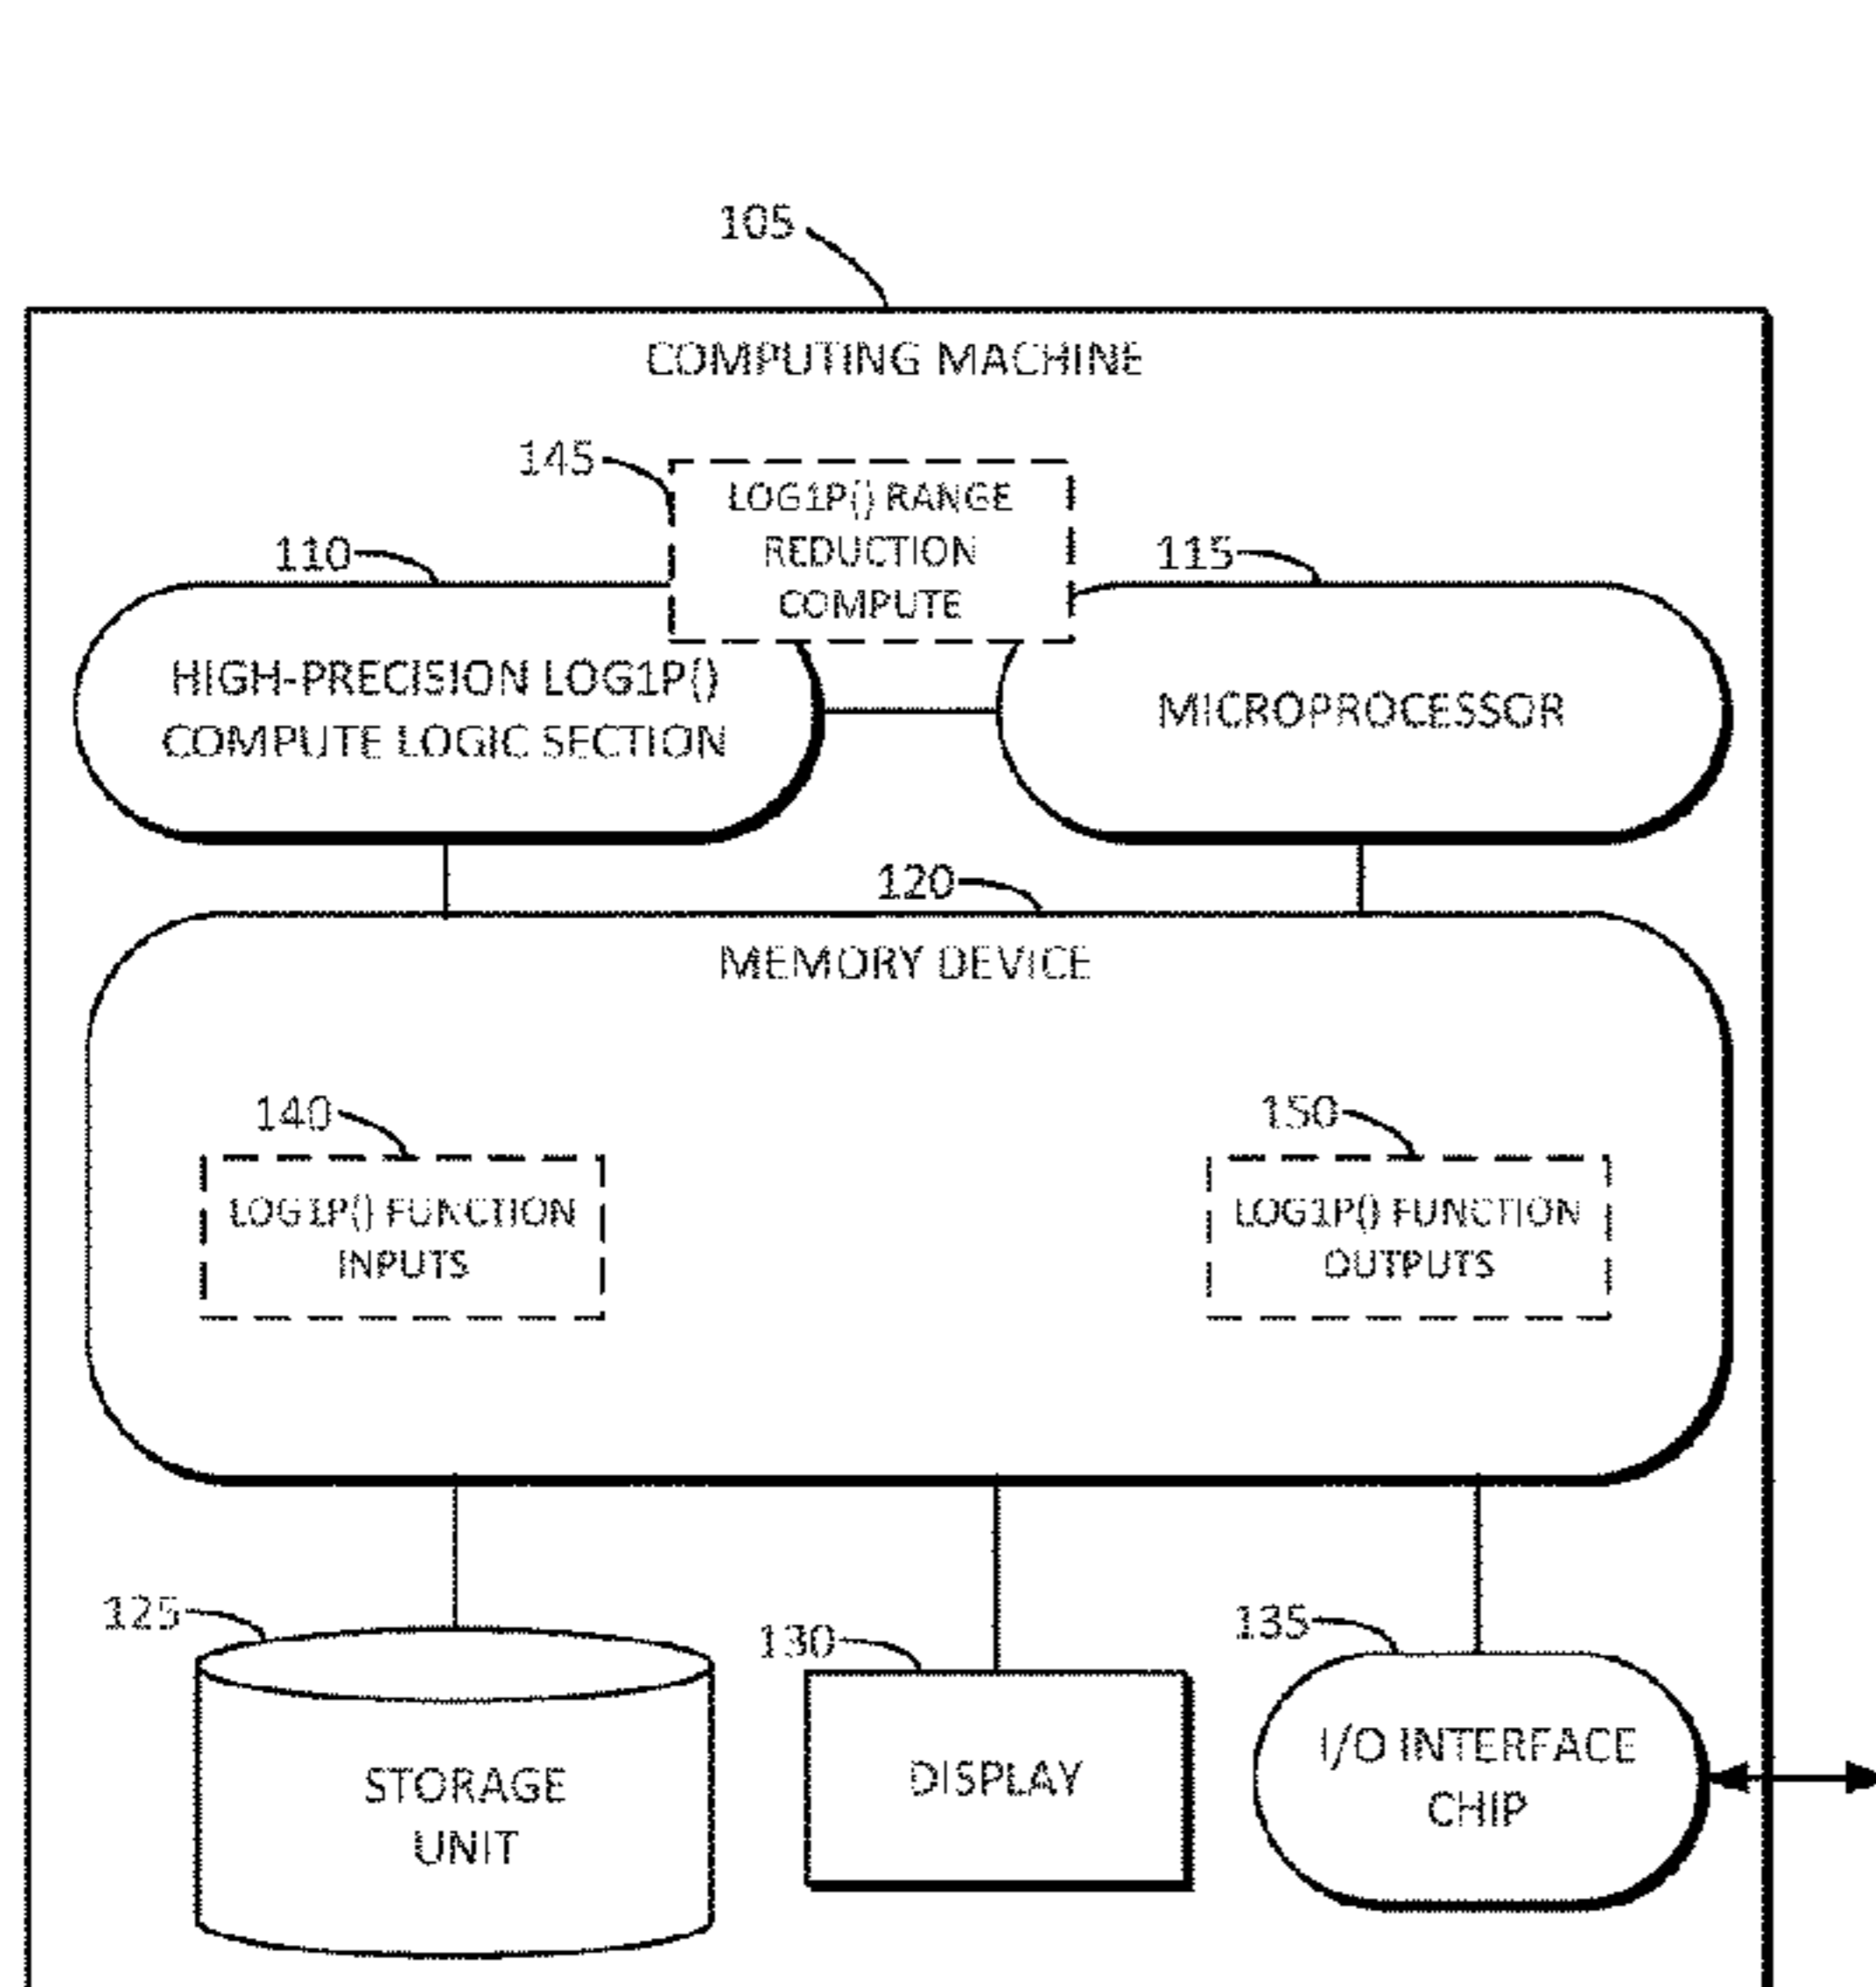 105
COMPUTING MACHINE
145
LOG1P() RANGE
REDUCTION
COMPUTE
110
115
HIGH-PRECISION LOG1P()
COMPUTE LOGIC SECTION
MICROPROCESSOR
120
MEMORY DEVICE
140
150
LOG1P() FUNCTION
INPUTS
LOG1P() FUNCTION
OUTPUTS
125
130
135
STORAGE
UNIT
DISPLAY
I/O INTERFACE
CHIP